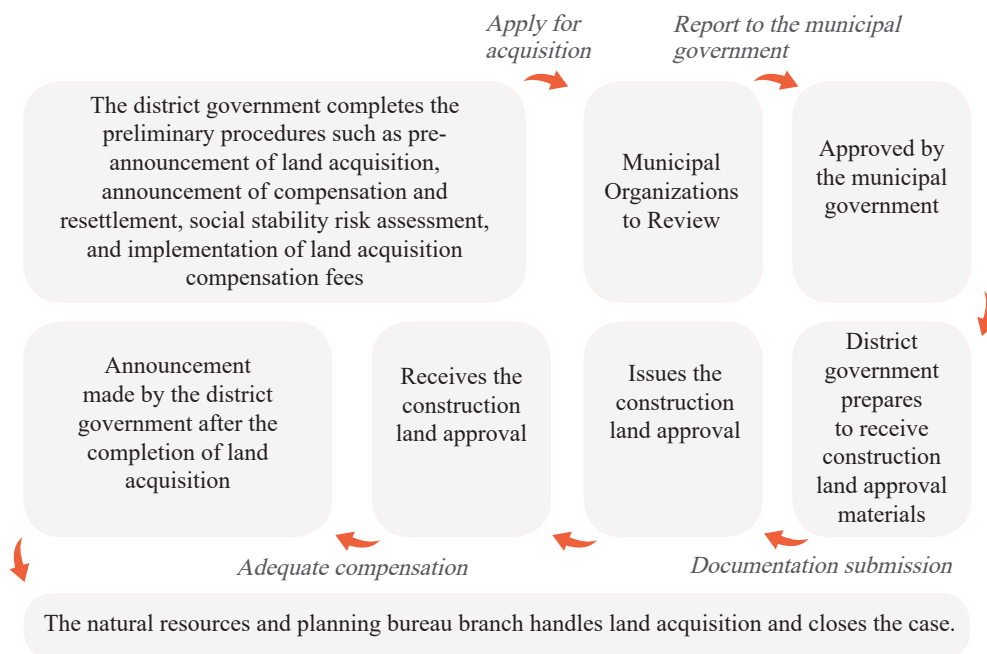 Apply for
acquisition
Report to the municipal
government
The district government completes the
preliminary procedures such as pre-
announcement of land acquisition,
announcement of compensation and
resettlement, social stability risk assessment,
and implementation of land acquisition
compensation fees
Municipal
Organizations
to Review
Approved by
the municipal
government
District
government
prepares
to receive
construction
land approval
materials
Documentation submission
Issues the
construction
land approval
Receives the
construction
land approval
Adequate compensation
Announcement
made by the district
government after the
completion of land
acquisition
The natural resources and planning bureau branch handles land acquisition and closes the case.